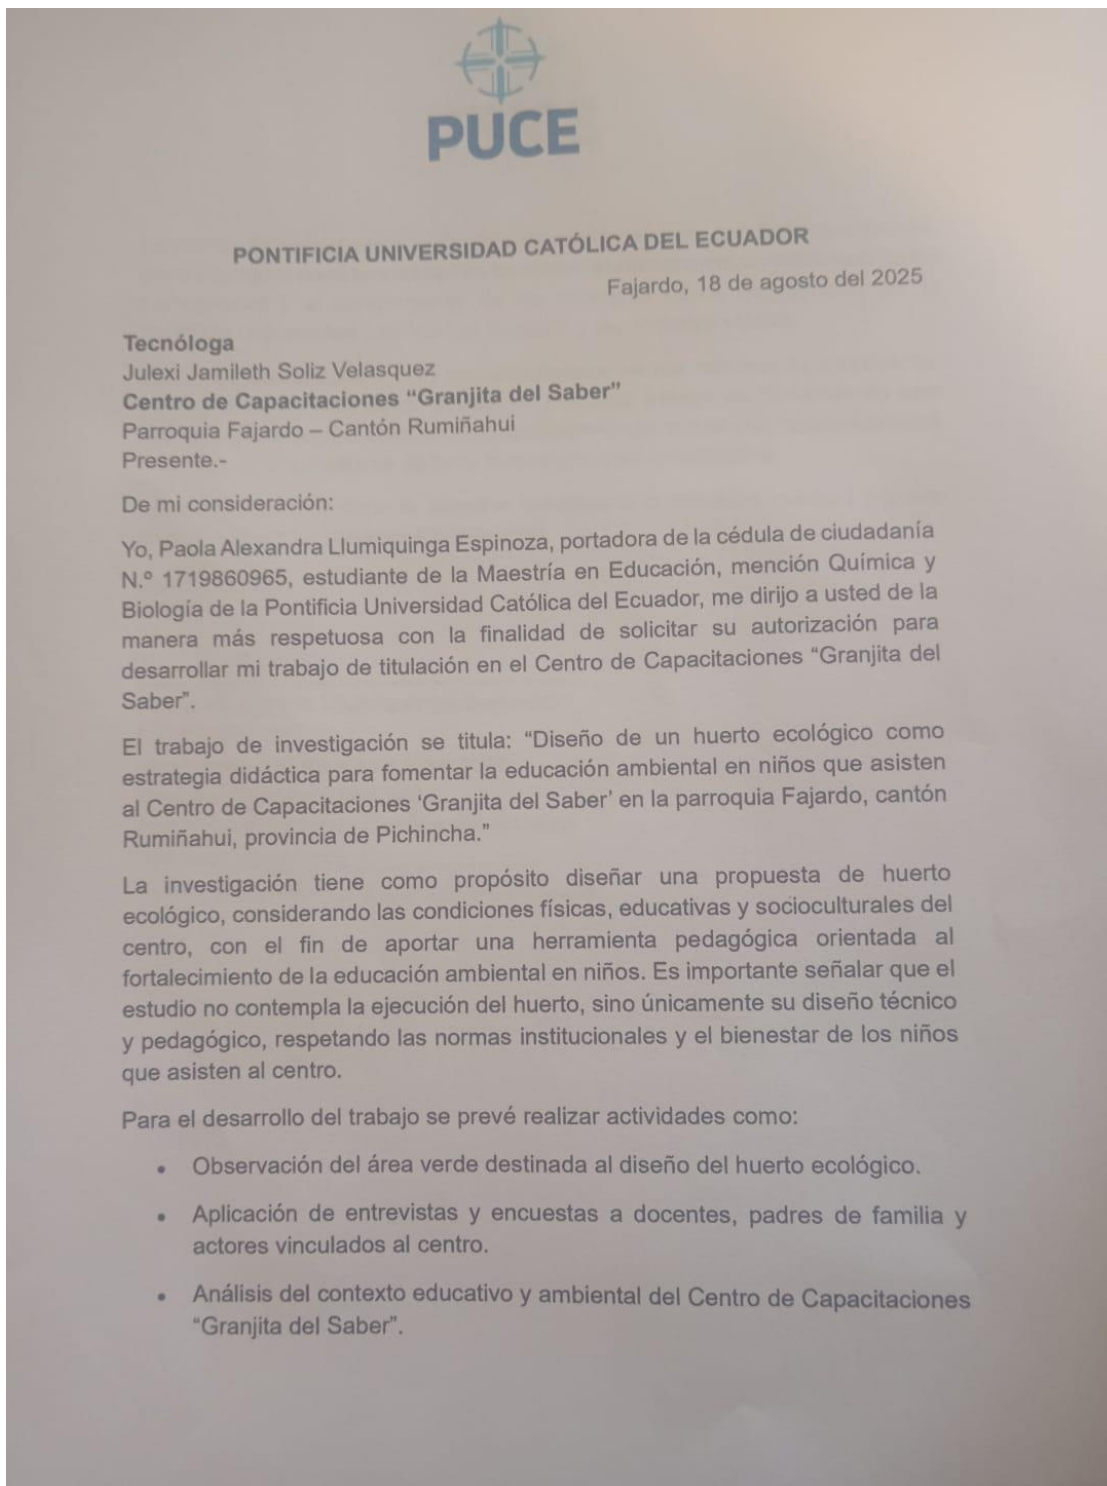 PUCE
PONTIFICIA UNIVERSIDAD CATÓLICA DEL ECUADOR
Fajardo, 18 de agosto del 2025
Tecnóloga
Julexi Jamileth Soliz Velasquez
Centro de Capacitaciones “Granjita del Saber”
Parroquia Fajardo – Cantón Rumiñahui
Presente.-
De mi consideración:
Yo, Paola Alexandra Llumiquinga Espinoza, portadora de la cédula de ciudadanía
N.º 1719860965, estudiante de la Maestría en Educación, mención Química y
Biología de la Pontificia Universidad Católica del Ecuador, me dirijo a usted de la
manera más respetuosa con la finalidad de solicitar su autorización para
desarrollar mi trabajo de titulación en el Centro de Capacitaciones “Granjita del
Saber”.
El trabajo de investigación se titula: “Diseño de un huerto ecológico como
estrategia didáctica para fomentar la educación ambiental en niños que asisten
al Centro de Capacitaciones ‘Granjita del Saber’ en la parroquia Fajardo, cantón
Rumiñahui, provincia de Pichincha.”
La investigación tiene como propósito diseñar una propuesta de huerto
ecológico, considerando las condiciones físicas, educativas y socioculturales del
centro, con el fin de aportar una herramienta pedagógica orientada al
fortalecimiento de la educación ambiental en niños. Es importante señalar que el
estudio no contempla la ejecución del huerto, sino únicamente su diseño técnico
y pedagógico, respetando las normas institucionales y el bienestar de los niños
que asisten al centro.
Para el desarrollo del trabajo se prevé realizar actividades como:
• Observación del área verde destinada al diseño del huerto ecológico.
• Aplicación de entrevistas y encuestas a docentes, padres de familia y
actores vinculados al centro.
• Análisis del contexto educativo y ambiental del Centro de Capacitaciones
“Granjita del Saber”.